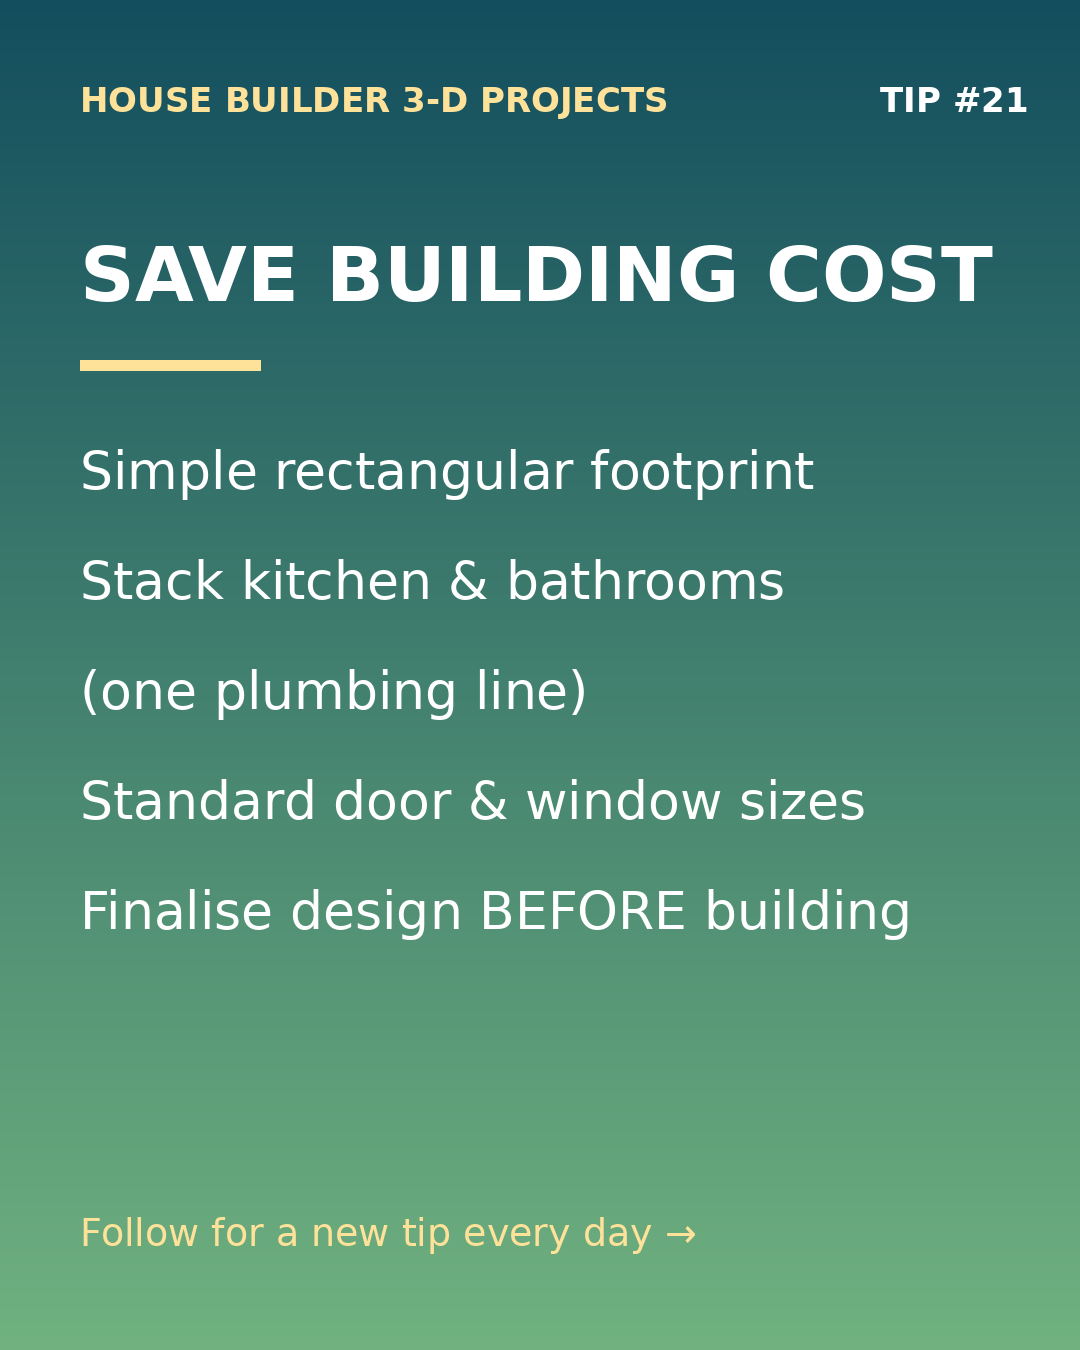 HOUSE BUILDER 3-D PROJECTS
TIP #21
SAVE BUILDING COST
Simple rectangular footprint
Stack kitchen & bathrooms
(one plumbing line)
Standard door & window sizes
Finalise design BEFORE building
Follow for a new tip every day →